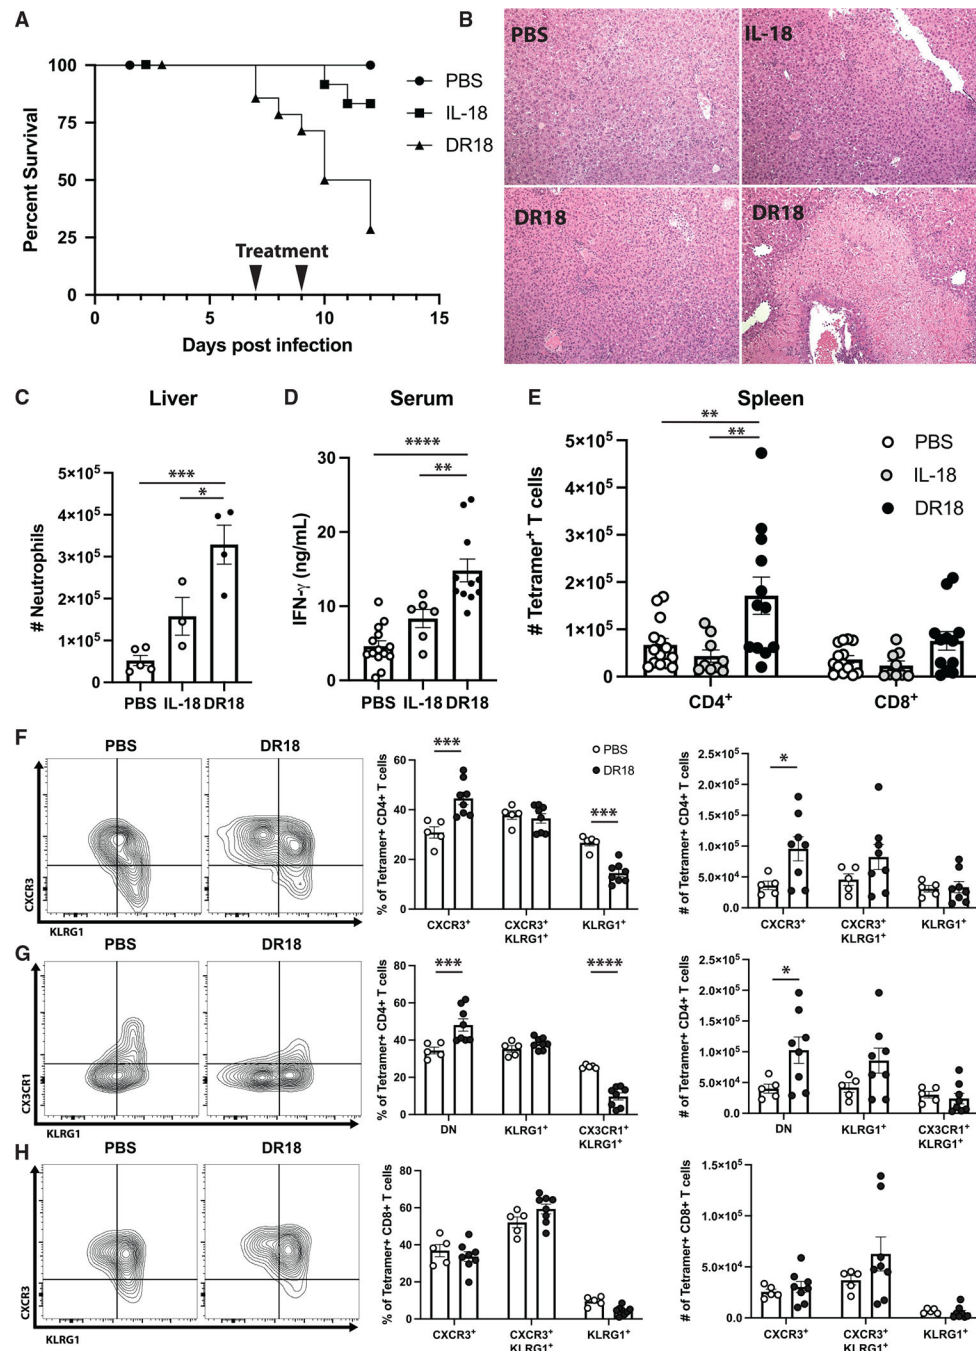 A
Percent Survival
100
75
50
25
0
Treatment
0
5
10
15
Days post infection
PBS
IL-18
DR18
B
PBS
IL-18
DR18
DR18
C
Liver
# Neutrophils
5×10⁵
4×10⁵
3×10⁵
2×10⁵
1×10⁵
0
***
*
PBS IL-18 DR18
D
Serum
IFN-γ (ng/mL)
30
20
10
0
****
**
PBS IL-18 DR18
E
Spleen
# Tetramer⁺ T cells
5×10⁵
4×10⁵
3×10⁵
2×10⁵
1×10⁵
0
**
**
CD4⁺
CD8⁺
PBS
IL-18
DR18
F
PBS
DR18
CXCR3
KLRG1
% of Tetramer+ CD4+ T cells
60
40
20
0
***
***
PBS
DR18
CXCR3⁺
CXCR3⁺
KLRG1⁺
KLRG1⁺
# of Tetramer+ CD4+ T cells
2.5×10⁵
2.0×10⁵
1.5×10⁵
1.0×10⁵
5.0×10⁴
0.0
*
CXCR3⁺
CXCR3⁺
KLRG1⁺
KLRG1⁺
G
PBS
DR18
CX3CR1
KLRG1
% of Tetramer+ CD4+ T cells
80
60
40
20
0
***
****
DN
KLRG1⁺
CX3CR1⁺
KLRG1⁺
# of Tetramer+ CD4+ T cells
2.5×10⁵
2.0×10⁵
1.5×10⁵
1.0×10⁵
5.0×10⁴
0.0
*
DN
KLRG1⁺
CX3CR1⁺
KLRG1⁺
H
PBS
DR18
CXCR3
KLRG1
% of Tetramer+ CD8+ T cells
80
60
40
20
0
CXCR3⁺
CXCR3⁺
KLRG1⁺
KLRG1⁺
# of Tetramer+ CD8+ T cells
1.5×10⁵
1.0×10⁵
5.0×10⁴
0.0
CXCR3⁺
CXCR3⁺
KLRG1⁺
KLRG1⁺